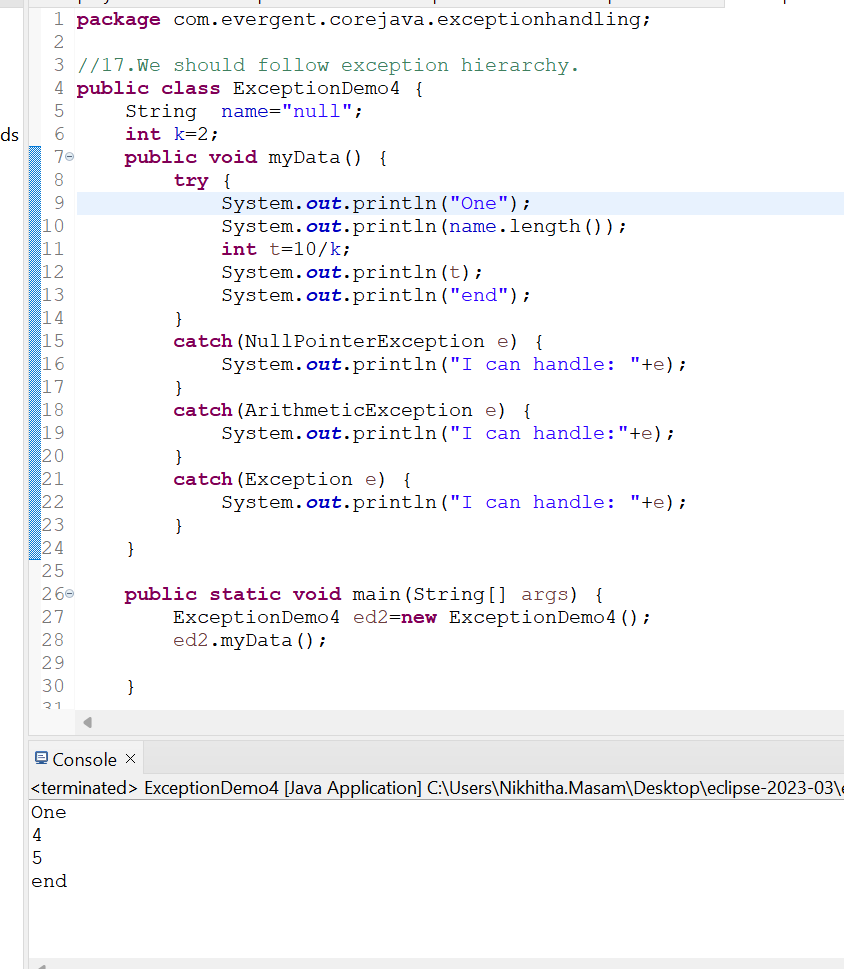 1 package com.evergent.corejava.exceptionhandling;
2
3 //17.We should follow exception hierarchy.
4 public class ExceptionDemo4 {
5 String  name="null";
ds
6 int k=2;
7 public void myData() {
8 try {
9 System.out.println("One");
10 System.out.println(name.length());
11 int t=10/k;
12 System.out.println(t);
13 System.out.println("end");
14 }
15 catch(NullPointerException e) {
16 System.out.println("I can handle: "+e);
17 }
18 catch(ArithmeticException e) {
19 System.out.println("I can handle:"+e);
20 }
21 catch(Exception e) {
22 System.out.println("I can handle: "+e);
23 }
24 }
25
26 public static void main(String[] args) {
27 ExceptionDemo4 ed2=new ExceptionDemo4();
28 ed2.myData();
29
30 }
31
Console ×
<terminated> ExceptionDemo4 [Java Application] C:\Users\Nikhitha.Masam\Desktop\eclipse-2023-03\
One
4
5
end